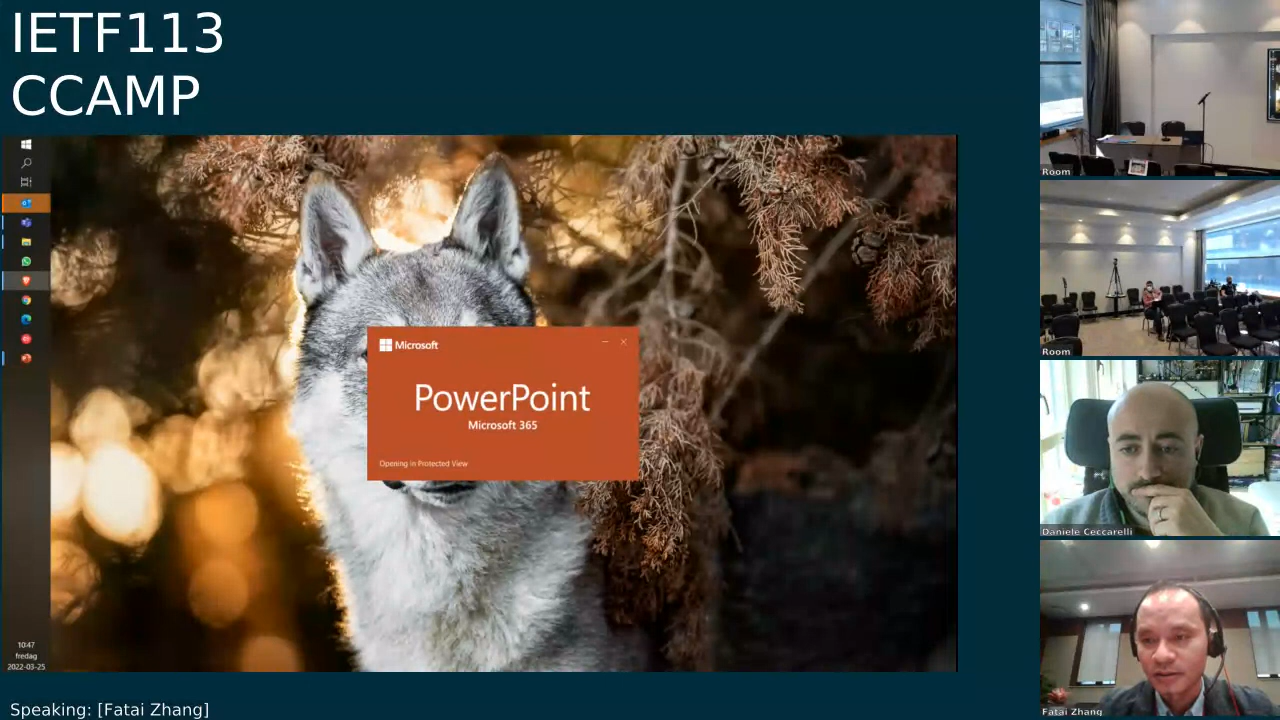 IETF113
CCAMP
Microsoft
PowerPoint
Microsoft 365
Opening in Protected View
10:47
fredag
2022-03-25
Room
Room
Daniele Ceccarelli
Fatai Zhang
Speaking: [Fatai Zhang]